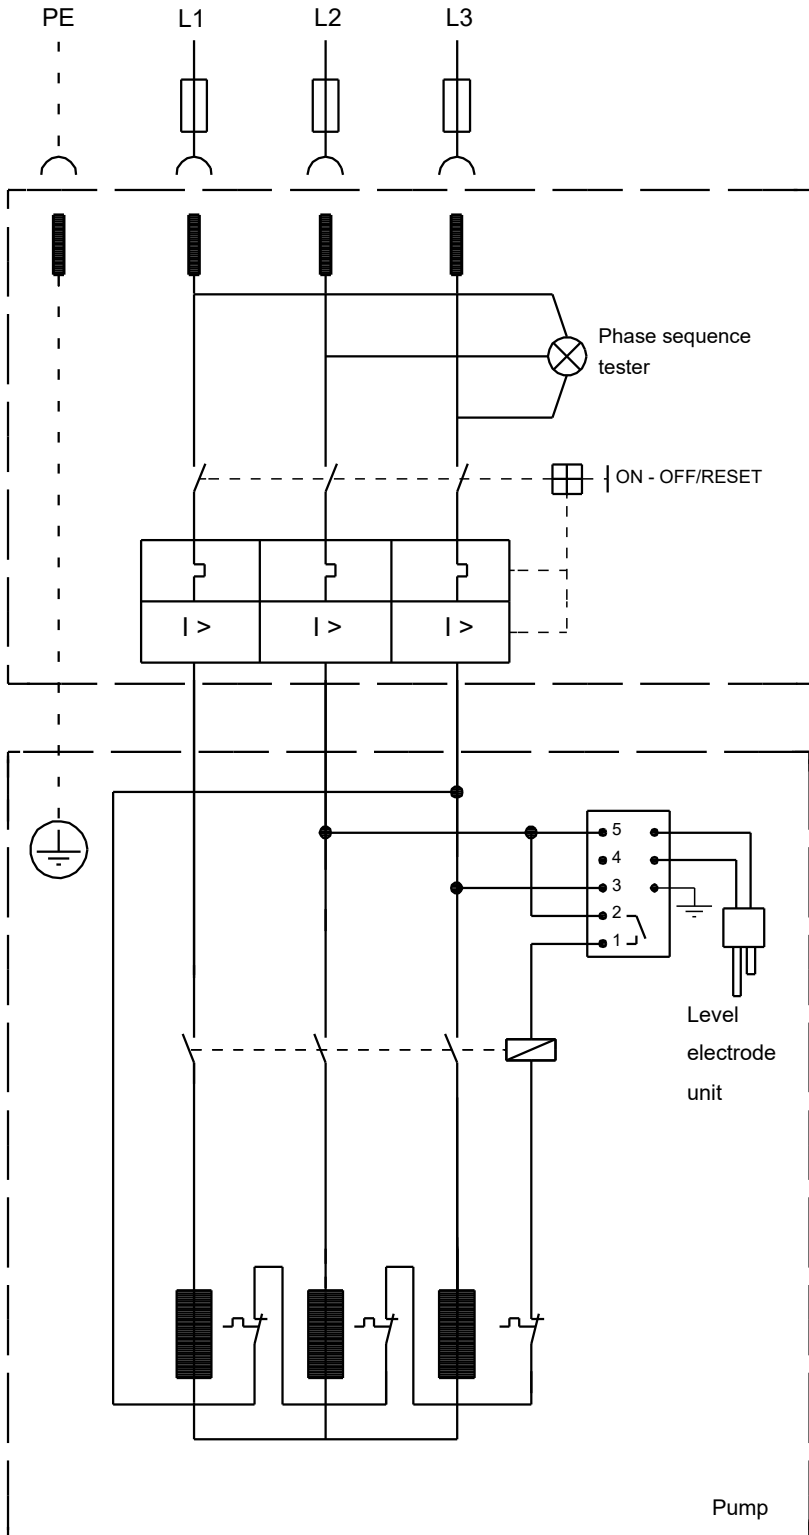 PE L1 L2 L3
Phase sequence
tester
ON - OFF/RESET
I > I > I >
5
4
3
2
1
Level
electrode
unit
Pump